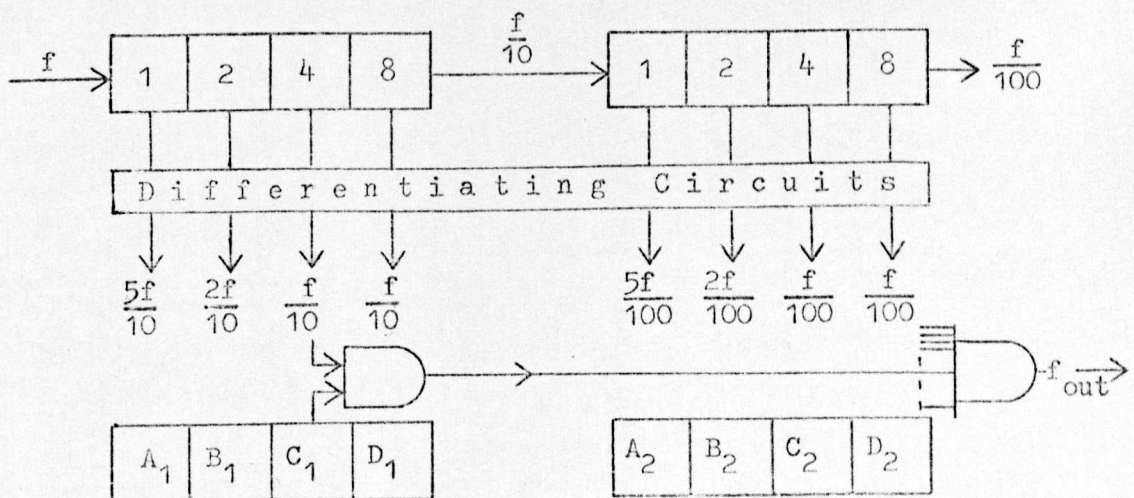 f 1 2 4 8 f/10 1 2 4 8 f/100
Differentiating Circuits
5f/10 2f/10 f/10 f/10 5f/100 2f/100 f/100 f/100
f out
A₁ B₁ C₁ D₁ A₂ B₂ C₂ D₂